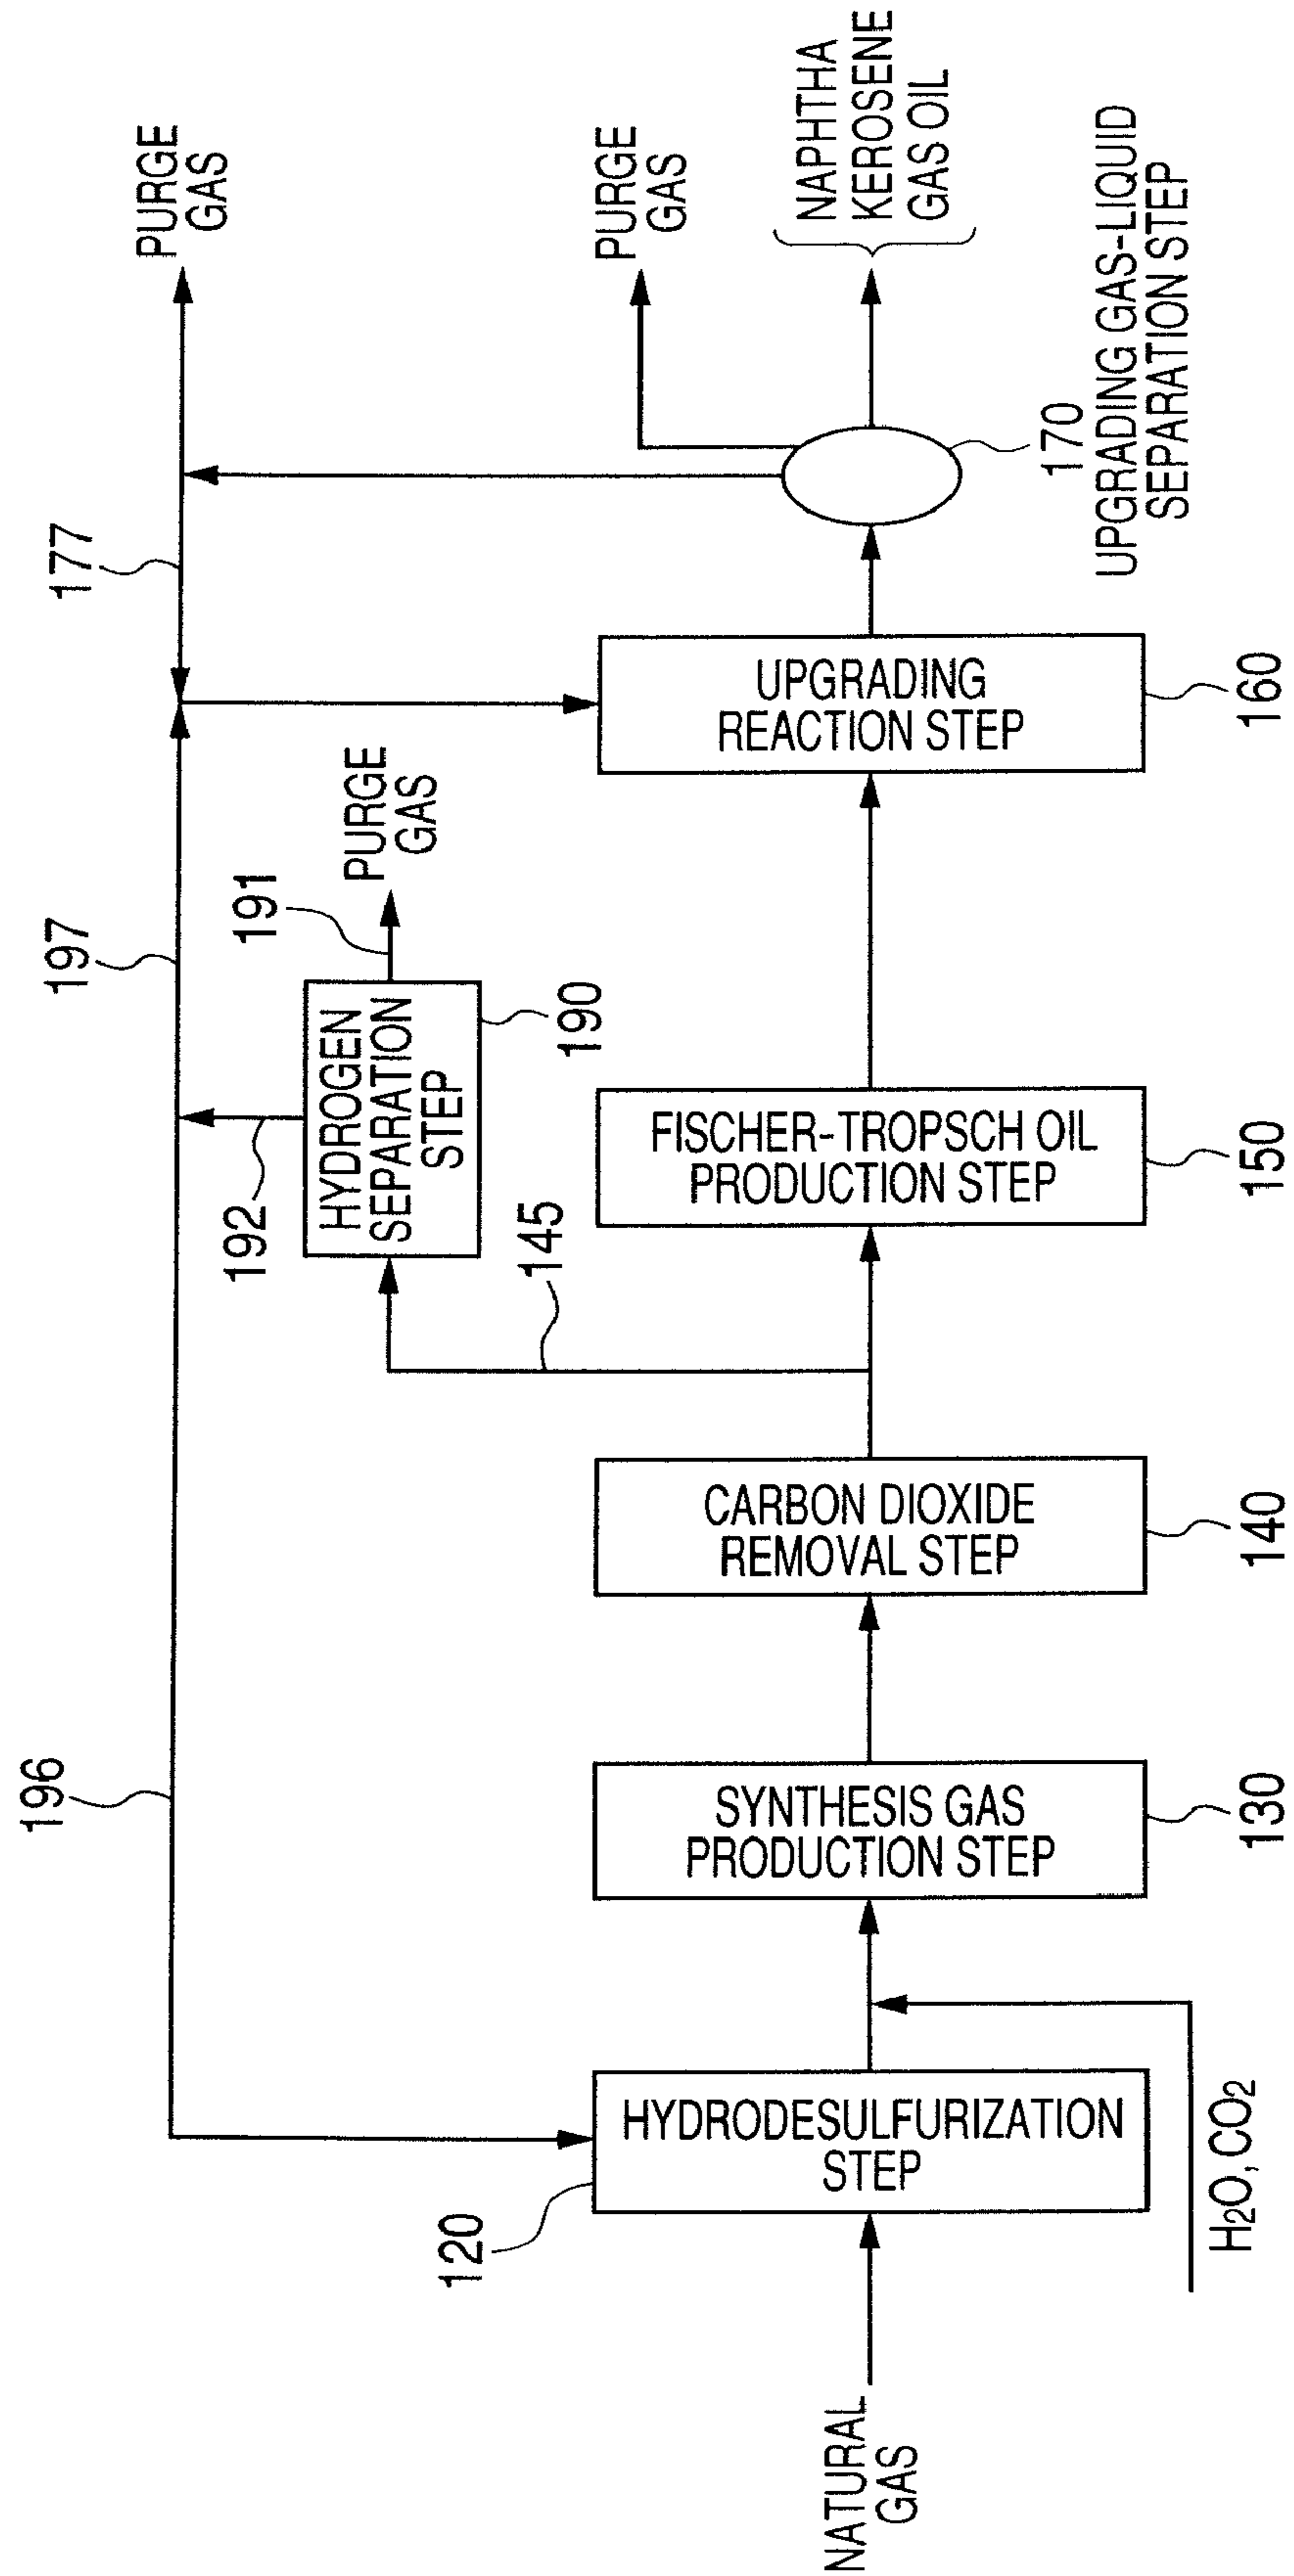 196
197
177
PURGE
GAS
192
HYDROGEN
SEPARATION
STEP
190
191
PURGE
GAS
145
PURGE
GAS
120
NATURAL
GAS
HYDRODESULFURIZATION
STEP
H2O, CO2
SYNTHESIS GAS
PRODUCTION STEP
130
CARBON DIOXIDE
REMOVAL STEP
140
FISCHER-TROPSCH OIL
PRODUCTION STEP
150
UPGRADING
REACTION STEP
160
NAPHTHA
KEROSENE
GAS OIL
170
UPGRADING GAS-LIQUID
SEPARATION STEP